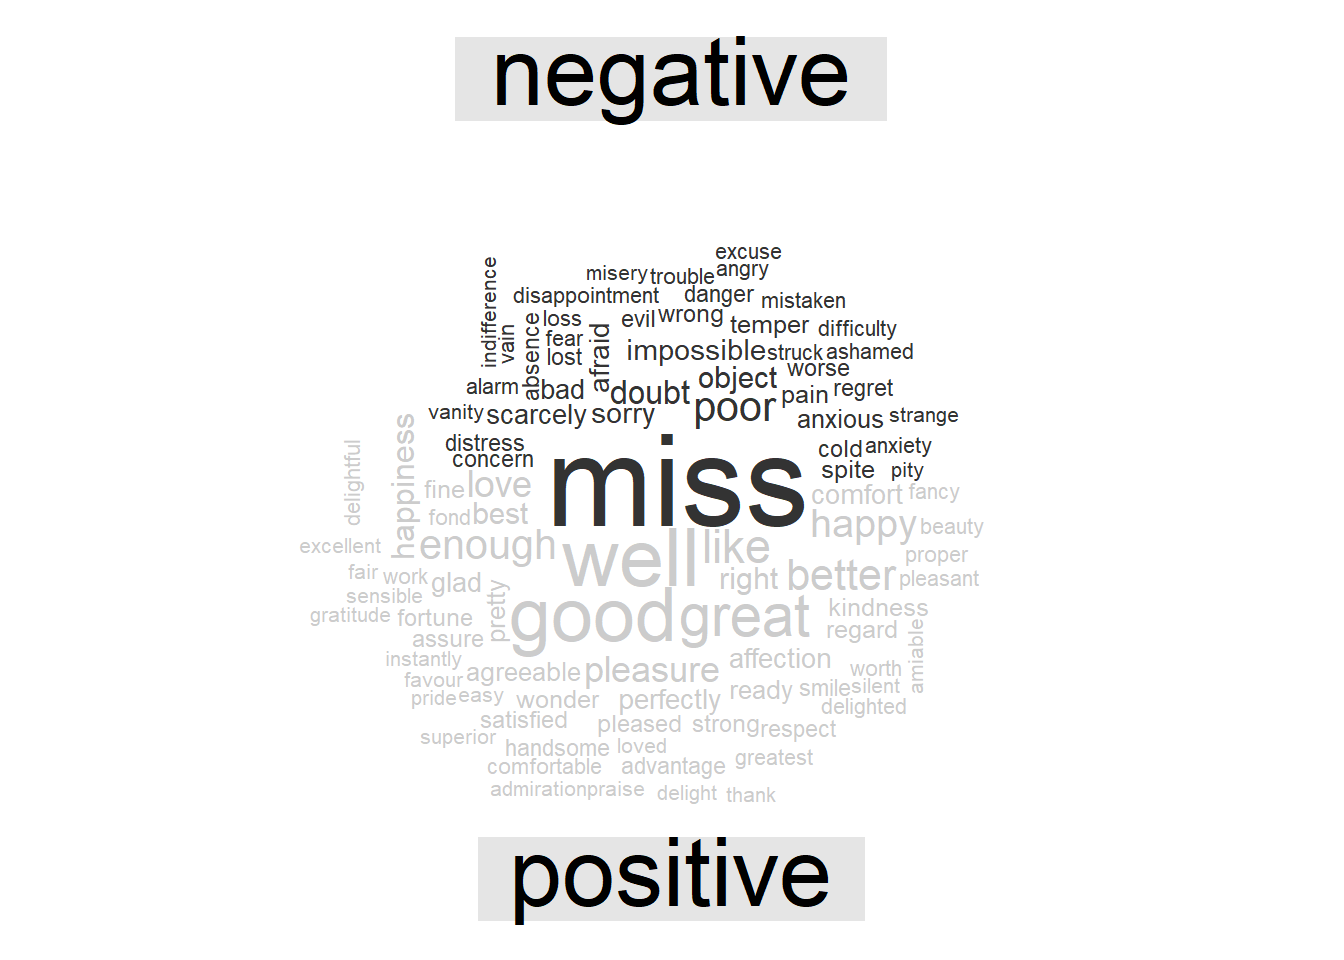 negative
excuse
misery trouble angry
indifference disappointment danger mistaken
vain absence loss fear lost afraid evil wrong temper difficulty
impossible struck ashamed
worse
alarm bad doubt object pain regret
vanity scarcely sorry poor anxious strange
distress cold anxiety
concern miss spite pity
delightful happiness fine love comfort fancy
fond best happy beauty
excellent enough well like proper
fair work glad right better pleasant
sensible
gratitude fortune pretty good great kindness
assure regard amiable
instantly agreeable pleasure affection worth
favour
pride easy wonder perfectly ready smile silent
delighted
satisfied pleased strong respect
superior handsome loved
comfortable advantage greatest
admiration praise delight thank
positive